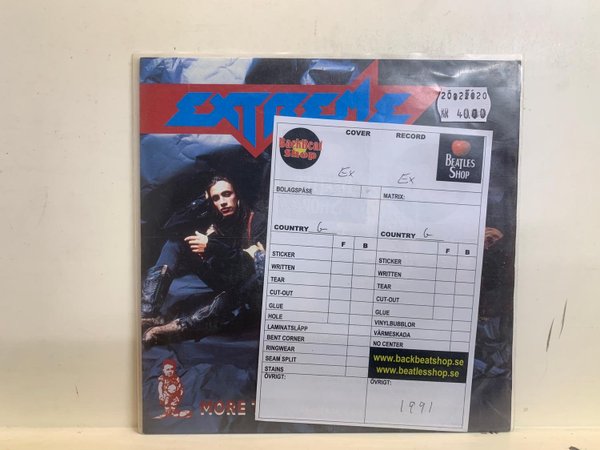 EXTREME
20 2020
KR 40.00
COVER RECORD
BackBeat
Shop
BEATLES
SHOP
Ex Ex
BOLAGSPÅSE MATRIX:
COUNTRY G COUNTRY G
F B F B
STICKER STICKER
WRITTEN WRITTEN
TEAR TEAR
CUT-OUT CUT-OUT
GLUE GLUE
HOLE VINYLBUBBLOR
LAMINATSLÄPP VÄRMESKADA
BENT CORNER NO CENTER
RINGWEAR
SEAM SPLIT
STAINS
www.backbeatshop.se
www.beatlesshop.se
ÖVRIGT: ÖVRIGT:
1991
MORE